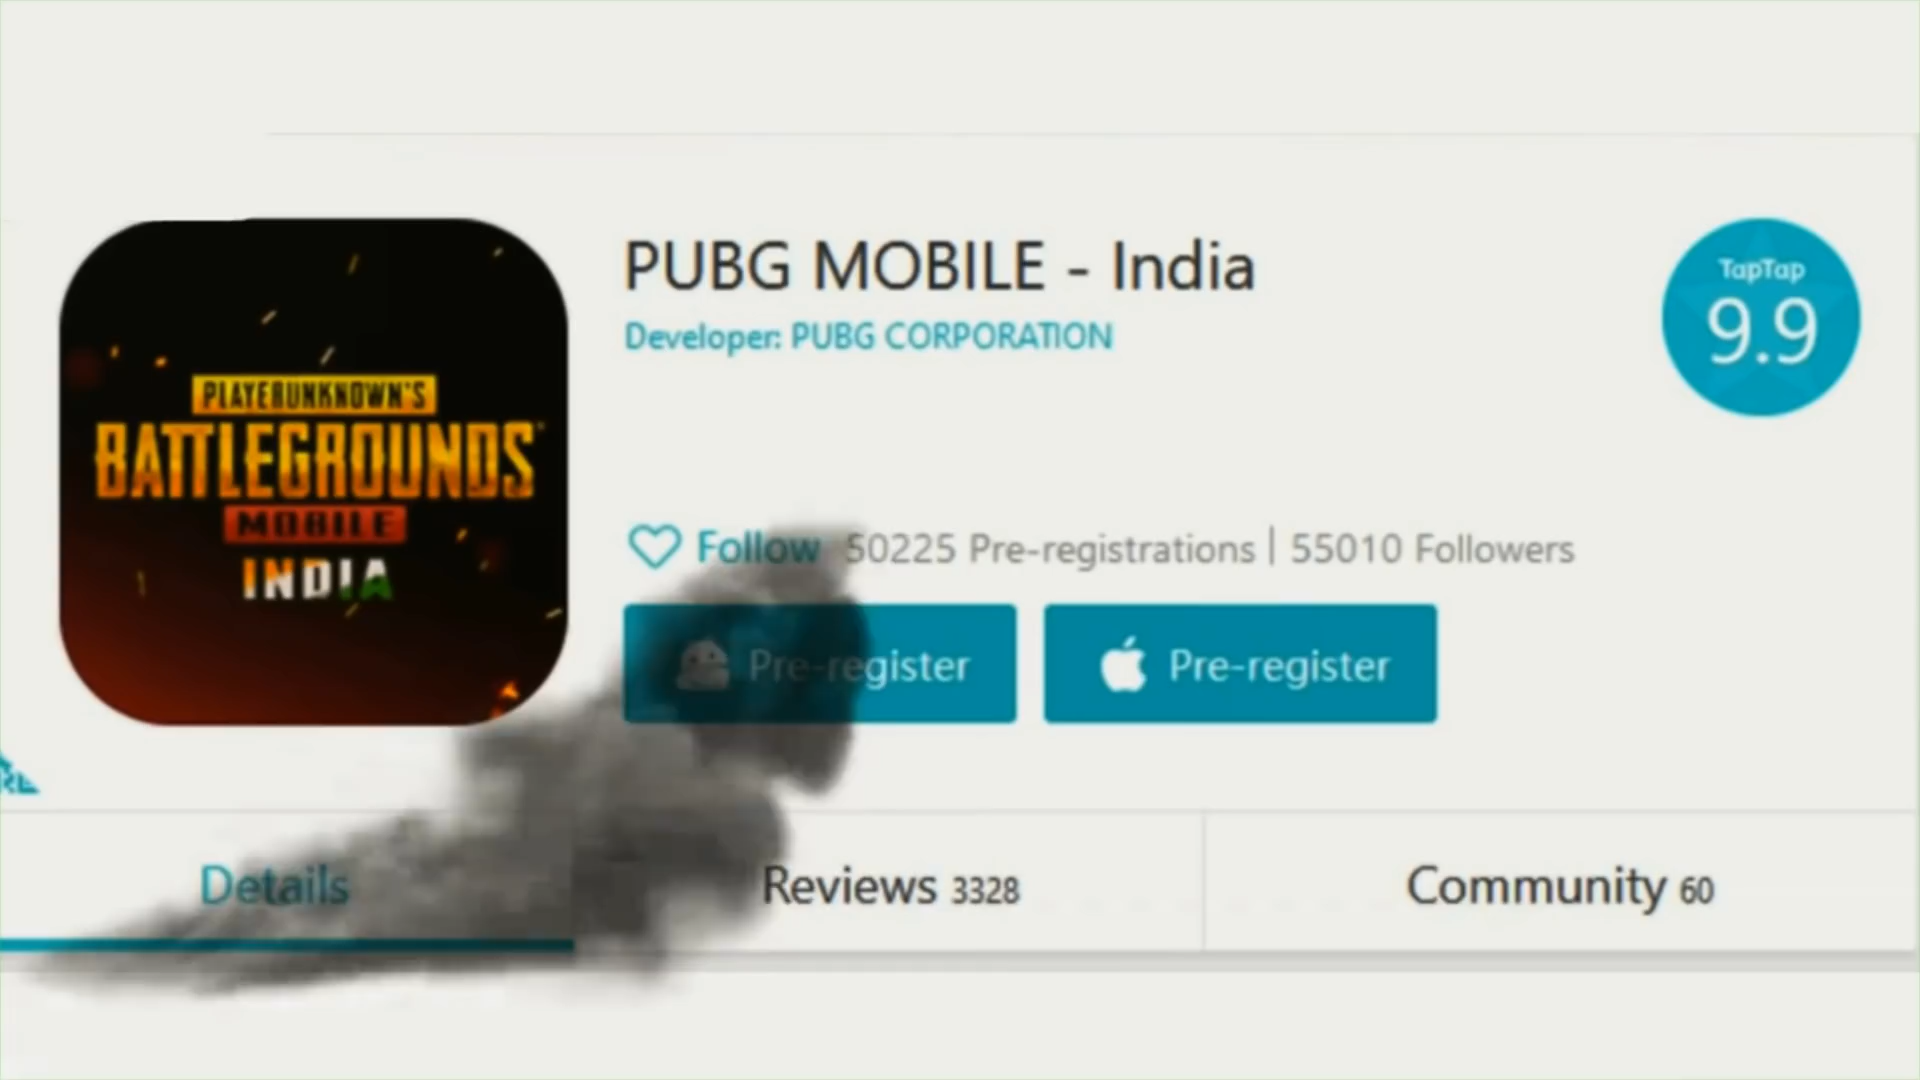 PLAYERUNKNOWN'S
BATTLEGROUNDS
MOBILE
INDIA
PUBG MOBILE - India
Developer: PUBG CORPORATION
TapTap
9.9
Follow 50225 Pre-registrations | 55010 Followers
Pre-register
Pre-register
Details
Reviews 3328
Community 60